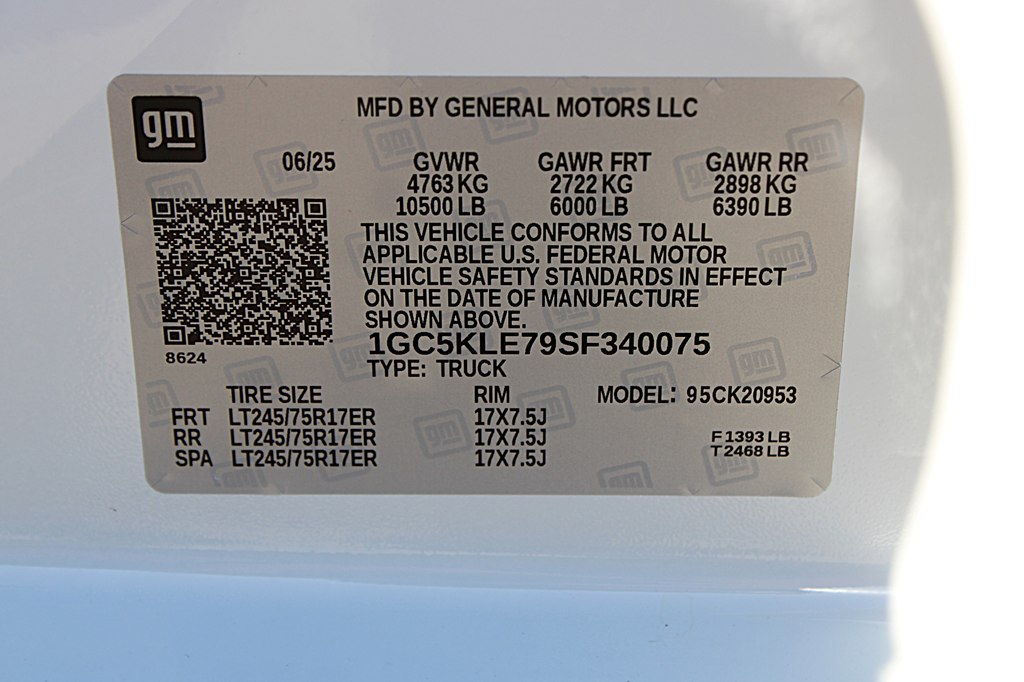 gm
MFD BY GENERAL MOTORS LLC
06/25 GVWR GAWR FRT GAWR RR
4763 KG 2722 KG 2898 KG
10500 LB 6000 LB 6390 LB
THIS VEHICLE CONFORMS TO ALL
APPLICABLE U.S. FEDERAL MOTOR
VEHICLE SAFETY STANDARDS IN EFFECT
ON THE DATE OF MANUFACTURE
SHOWN ABOVE.
1GC5KLE79SF340075
8624
TYPE: TRUCK
TIRE SIZE RIM MODEL: 95CK20953
FRT LT245/75R17ER 17X7.5J
RR LT245/75R17ER 17X7.5J F1393 LB
SPA LT245/75R17ER 17X7.5J T2468 LB